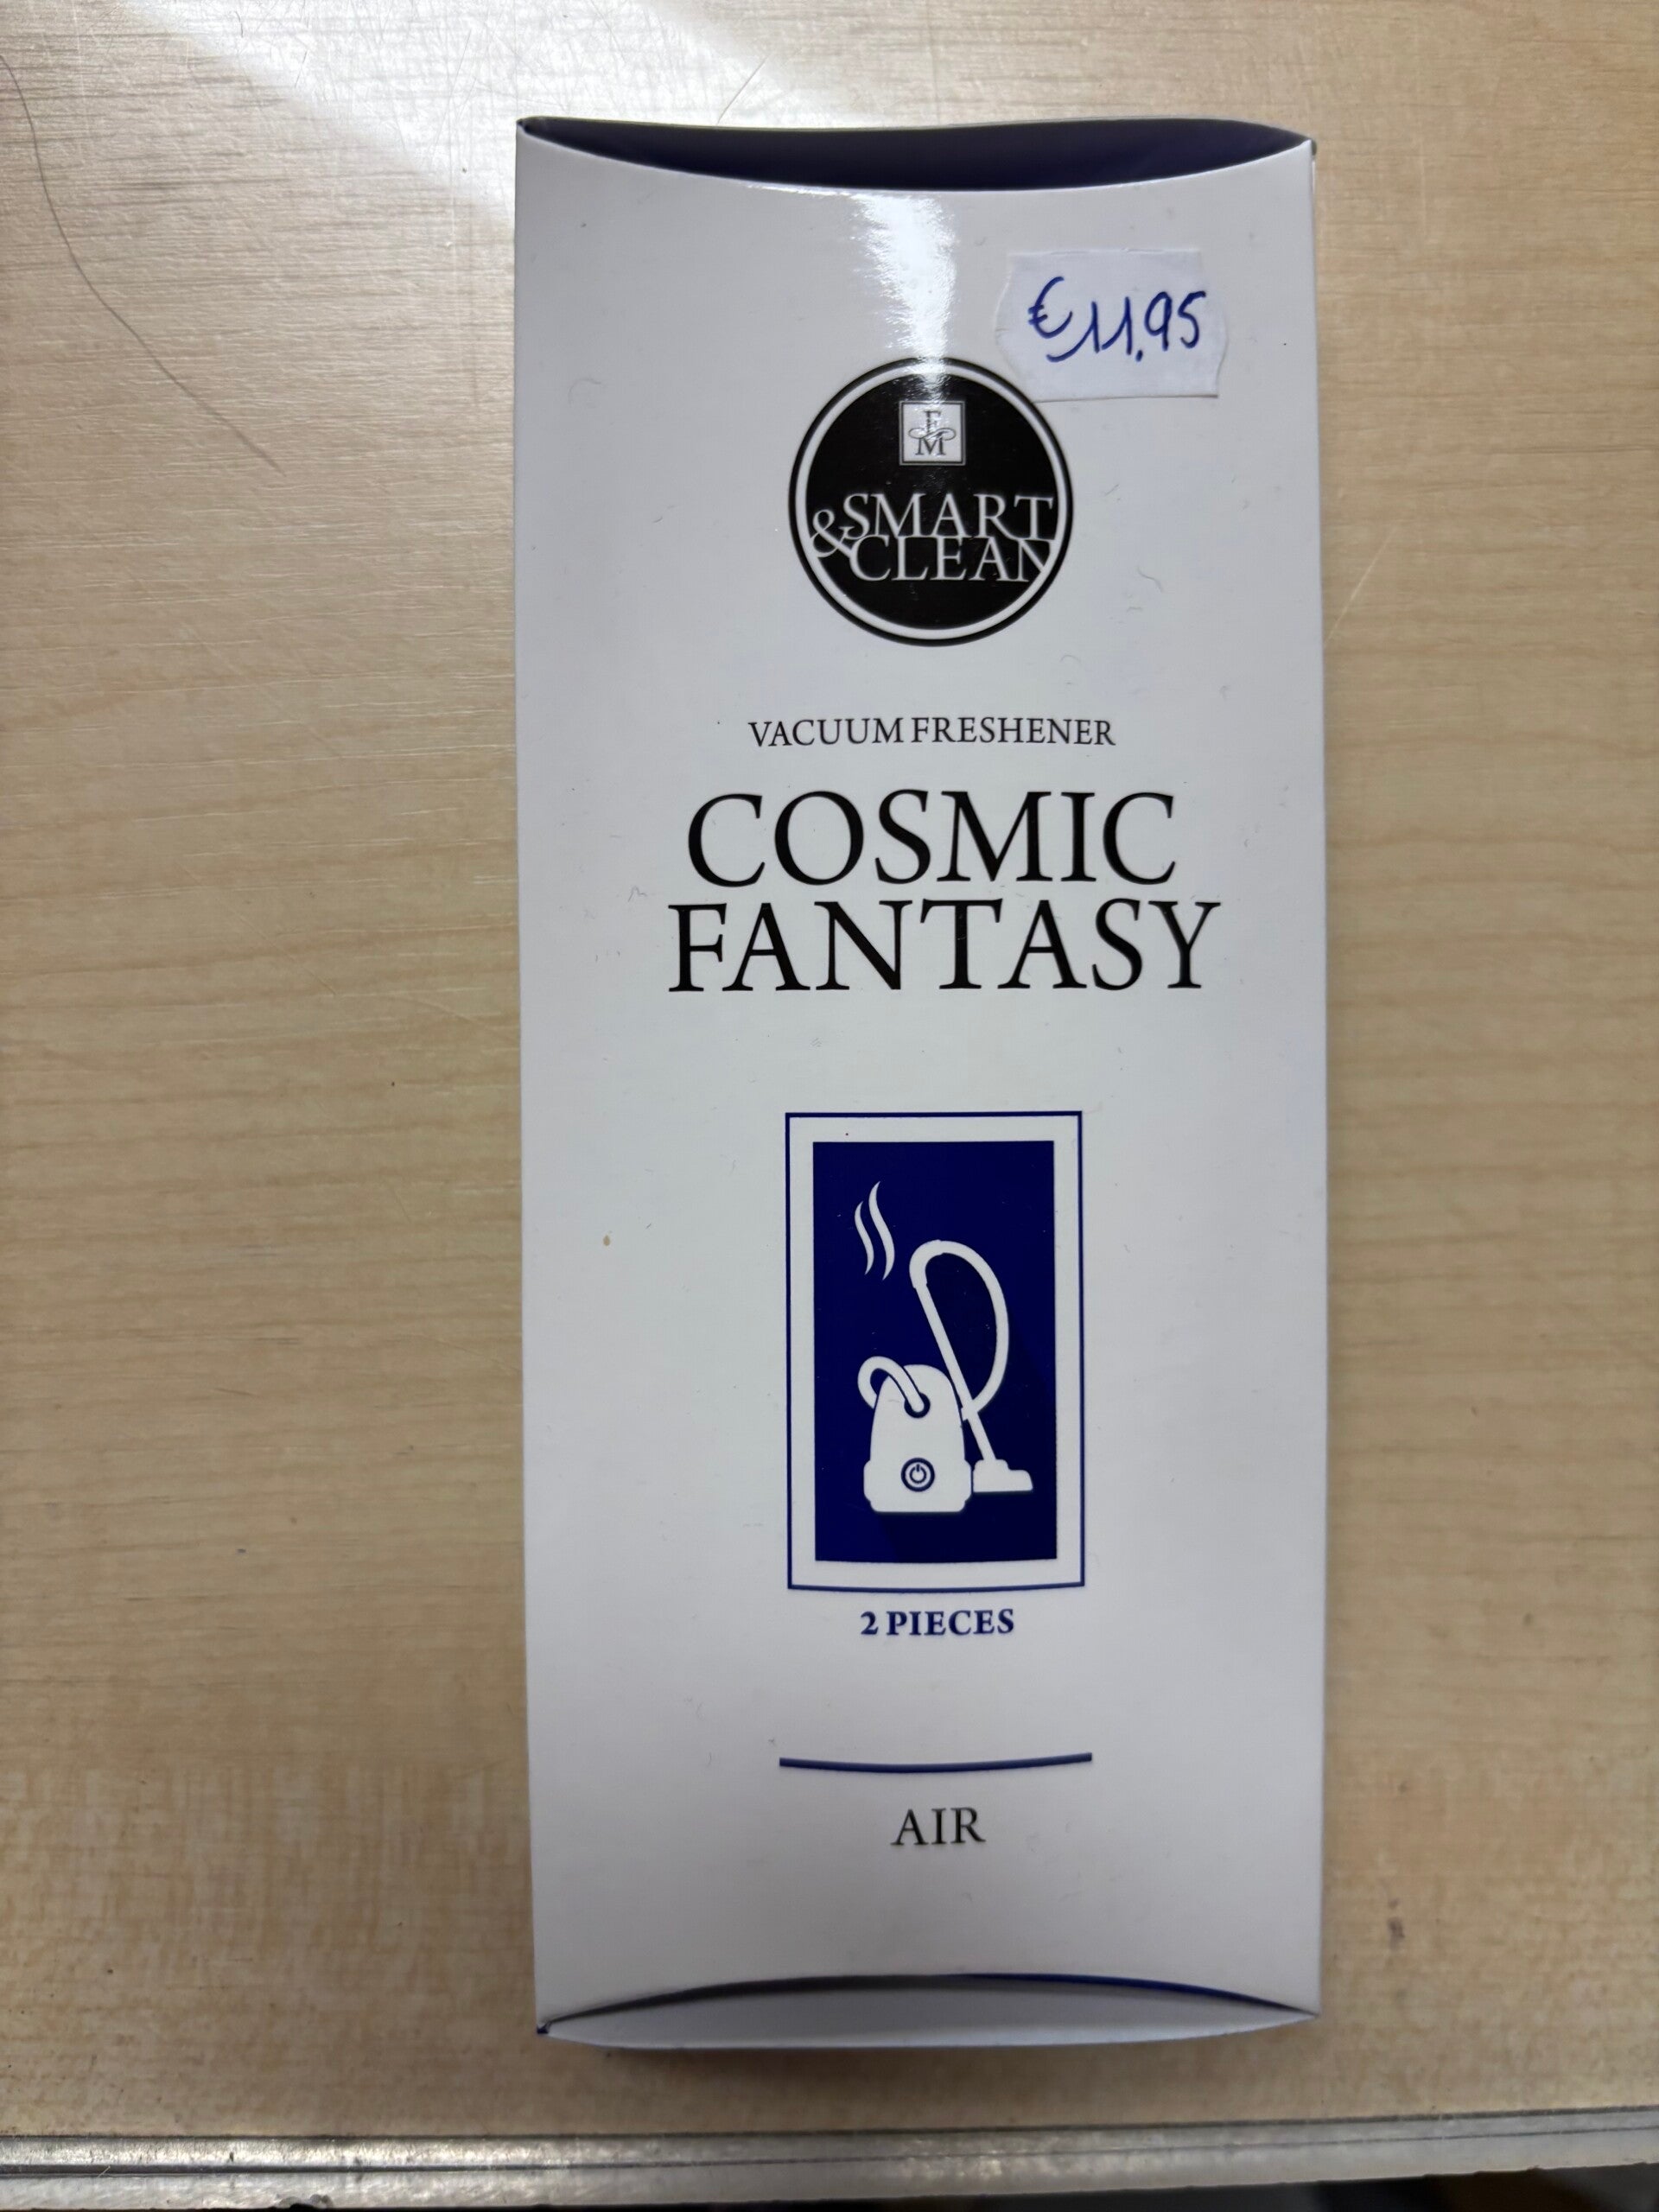 €11,95
FM
SMART
&CLEAN
VACUUM FRESHENER
COSMIC
FANTASY
2 PIECES
AIR